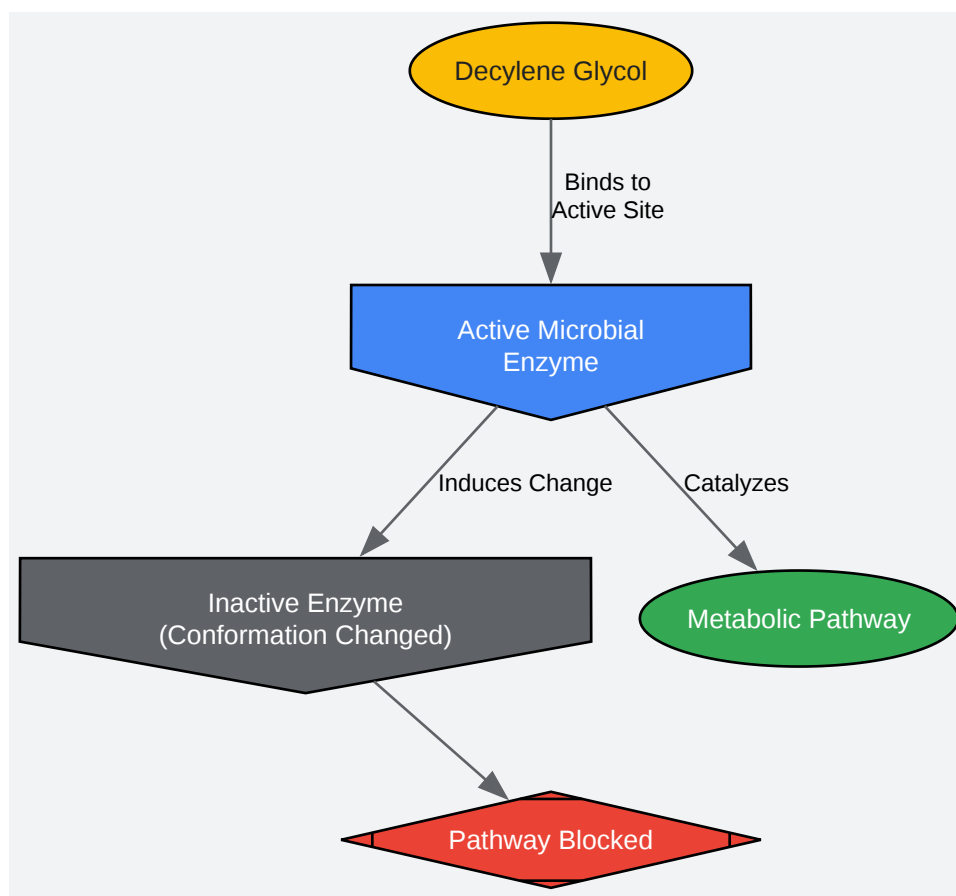 Decylene Glycol
Binds to
Active Site
Active Microbial
Enzyme
Induces Change
Catalyzes
Inactive Enzyme
(Conformation Changed)
Metabolic Pathway
Pathway Blocked